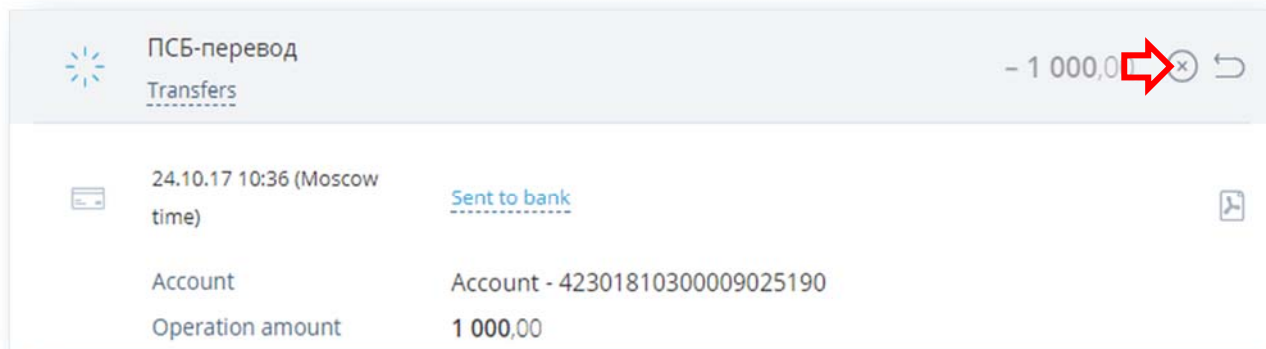 ПСБ-перевод
Transfers
– 1 000,0
24.10.17 10:36 (Moscow
time)
Sent to bank
Account
Account - 42301810300009025190
Operation amount
1 000,00